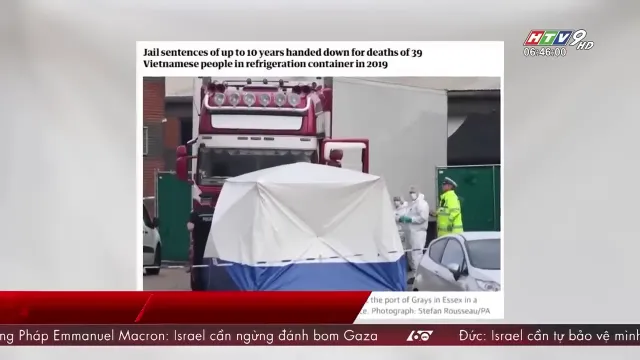 Jail sentences of up to 10 years handed down for deaths of 39
Vietnamese people in refrigeration container in 2019
HTV9 HD
06:46:00
the port of Grays in Essex in a
ce. Photograph: Stefan Rousseau/PA
ng Pháp Emmanuel Macron: Israel cần ngừng đánh bom Gaza
Đức: Israel cần tự bảo vệ mình